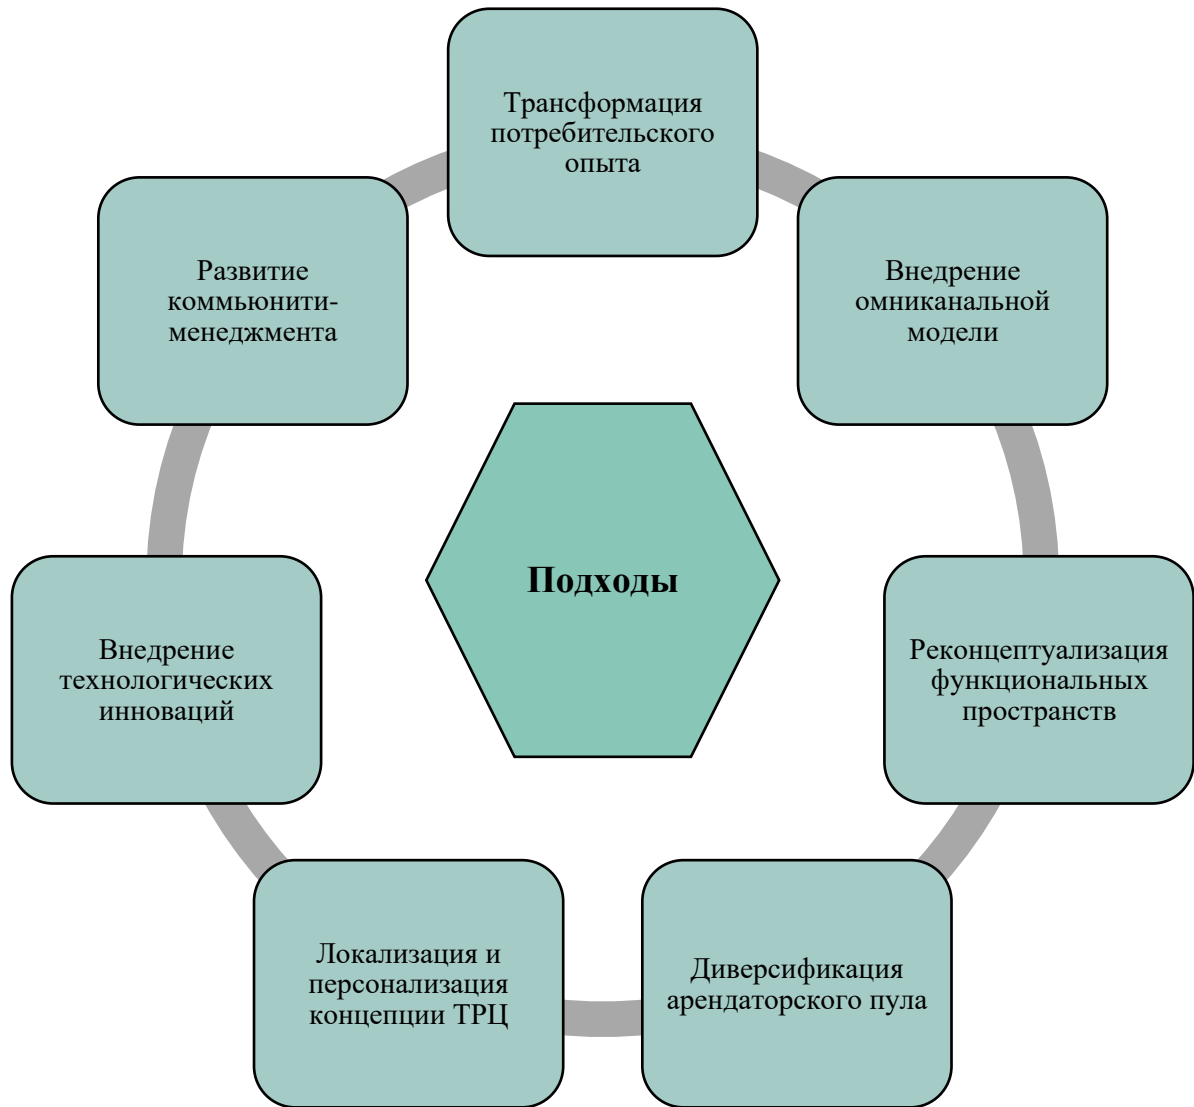 Трансформация
потребительского
опыта
Развитие
коммьюнити-
менеджмента
Внедрение
омниканальной
модели
Подходы
Внедрение
технологических
инноваций
Реконцептуализация
функциональных
пространств
Локализация и
персонализация
концепции ТРЦ
Диверсификация
арендаторского пула